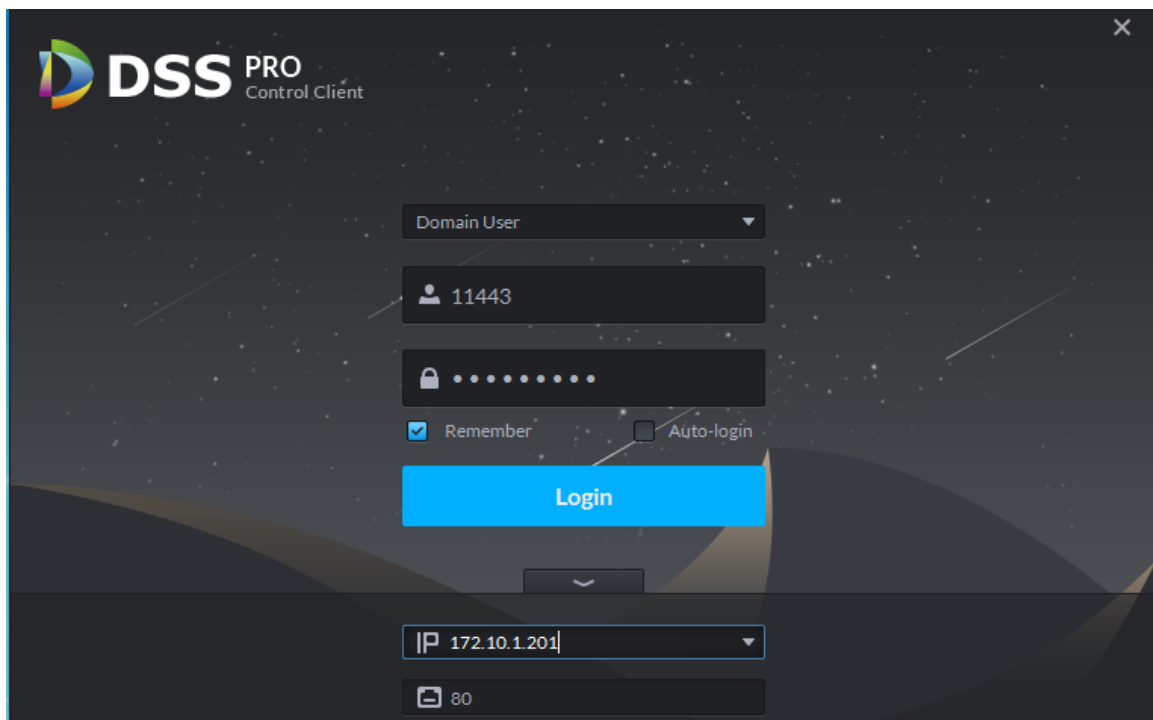 DSS PRO
Control Client
Domain User
11443
Remember Auto-login
Login
IP 172.10.1.201
80